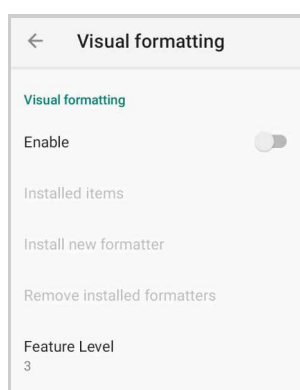 Visual formatting
Visual formatting
Enable
Installed items
Install new formatter
Remove installed formatters
Feature Level
3